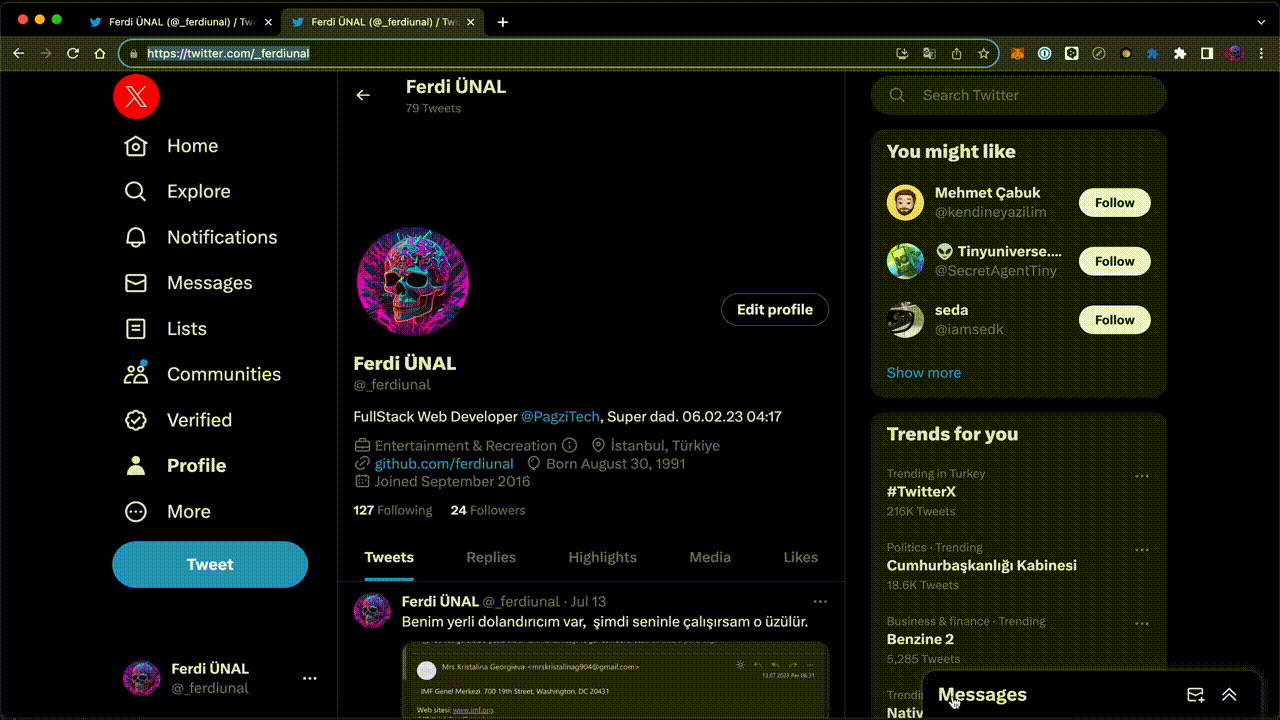 Ferdi ÜNAL (@_ferdiunal) / Twi
Ferdi ÜNAL (@_ferdiunal) / Twi
https://twitter.com/_ferdiunal
Home
Explore
Notifications
Messages
Lists
Communities
Verified
Profile
More
Tweet
Ferdi ÜNAL
@_ferdiunal
Ferdi ÜNAL
79 Tweets
Edit profile
Ferdi ÜNAL
@_ferdiunal
FullStack Web Developer @PagziTech, Super dad. 06.02.23 04:17
Entertainment & Recreation İstanbul, Türkiye
github.com/ferdiunal Born August 30, 1991
Joined September 2016
127 Following 24 Followers
Tweets Replies Highlights Media Likes
Ferdi ÜNAL @_ferdiunal · Jul 13
Benim yerli dolandırıcım var, şimdi seninle çalışırsam o üzülür.
Mrs Kristalina Georgieva <mrskristalinag904@gmail.com>
13.07.2023 Per 06:31
IMF Genel Merkezi. 700 19th Street, Washington, DC 20431
Web sitesi: www.imf.org
Search Twitter
You might like
Mehmet Çabuk
@kendineyazilim
Follow
👽 Tinyuniverse....
@SecretAgentTiny
Follow
seda
@iamsedk
Follow
Show more
Trends for you
Trending in Turkey
#TwitterX
216K Tweets
Politics · Trending
Cumhurbaşkanlığı Kabinesi
18.6K Tweets
Business & finance · Trending
Benzine 2
5,285 Tweets
Trendi
Nativ
Messages